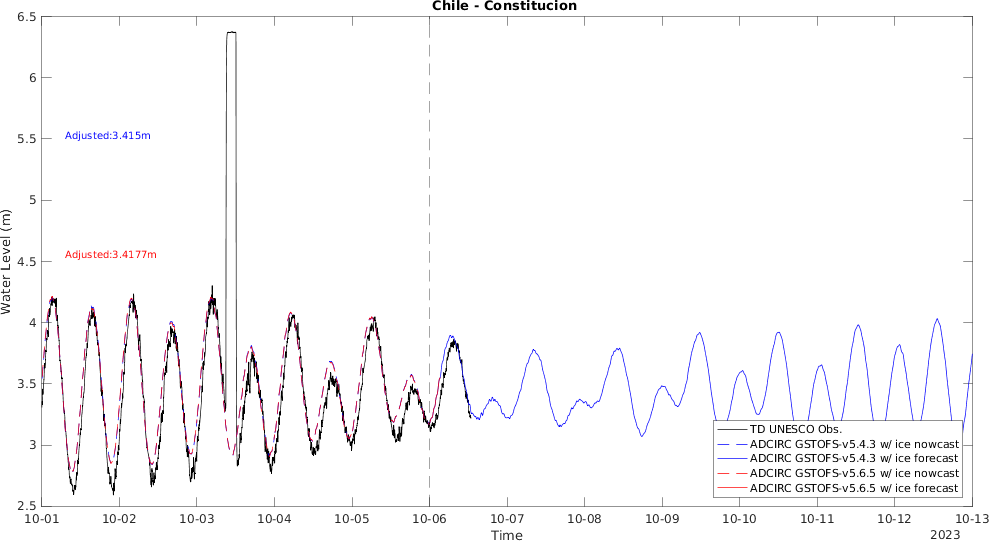 Chile - Constitucion
6.5
6
5.5
5
4.5
4
3.5
3
2.5
Water Level (m)
Adjusted:3.415m
Adjusted:3.4177m
TD UNESCO Obs.
ADCIRC GSTOFS-v5.4.3 w/ ice nowcast
ADCIRC GSTOFS-v5.4.3 w/ ice forecast
ADCIRC GSTOFS-v5.6.5 w/ ice nowcast
ADCIRC GSTOFS-v5.6.5 w/ ice forecast
10-01 10-02 10-03 10-04 10-05 10-06 10-07 10-08 10-09 10-10 10-11 10-12 10-13
Time
2023